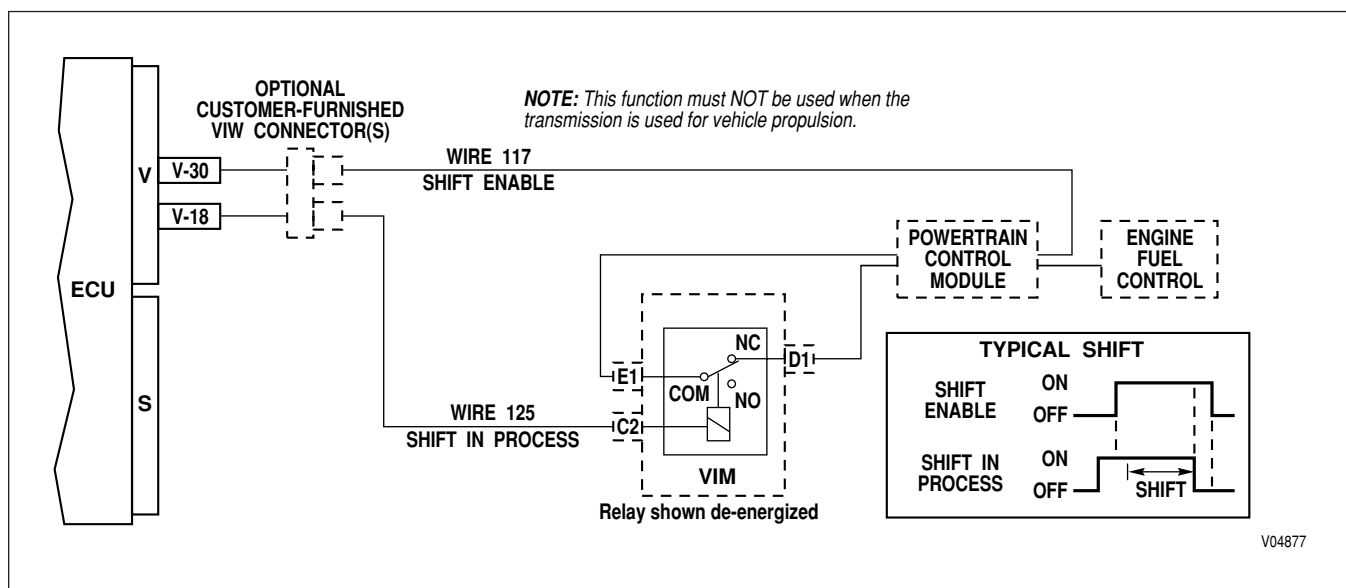 OPTIONAL
CUSTOMER-FURNISHED
VIW CONNECTOR(S)
NOTE: This function must NOT be used when the
transmission is used for vehicle propulsion.
ECU
V
S
V-30
V-18
WIRE 117
SHIFT ENABLE
POWERTRAIN
CONTROL
MODULE
ENGINE
FUEL
CONTROL
WIRE 125
SHIFT IN PROCESS
E1
C2
D1
NC
COM
NO
VIM
Relay shown de-energized
TYPICAL SHIFT
SHIFT
ENABLE
ON
OFF
SHIFT IN
PROCESS
ON
OFF
SHIFT
V04877